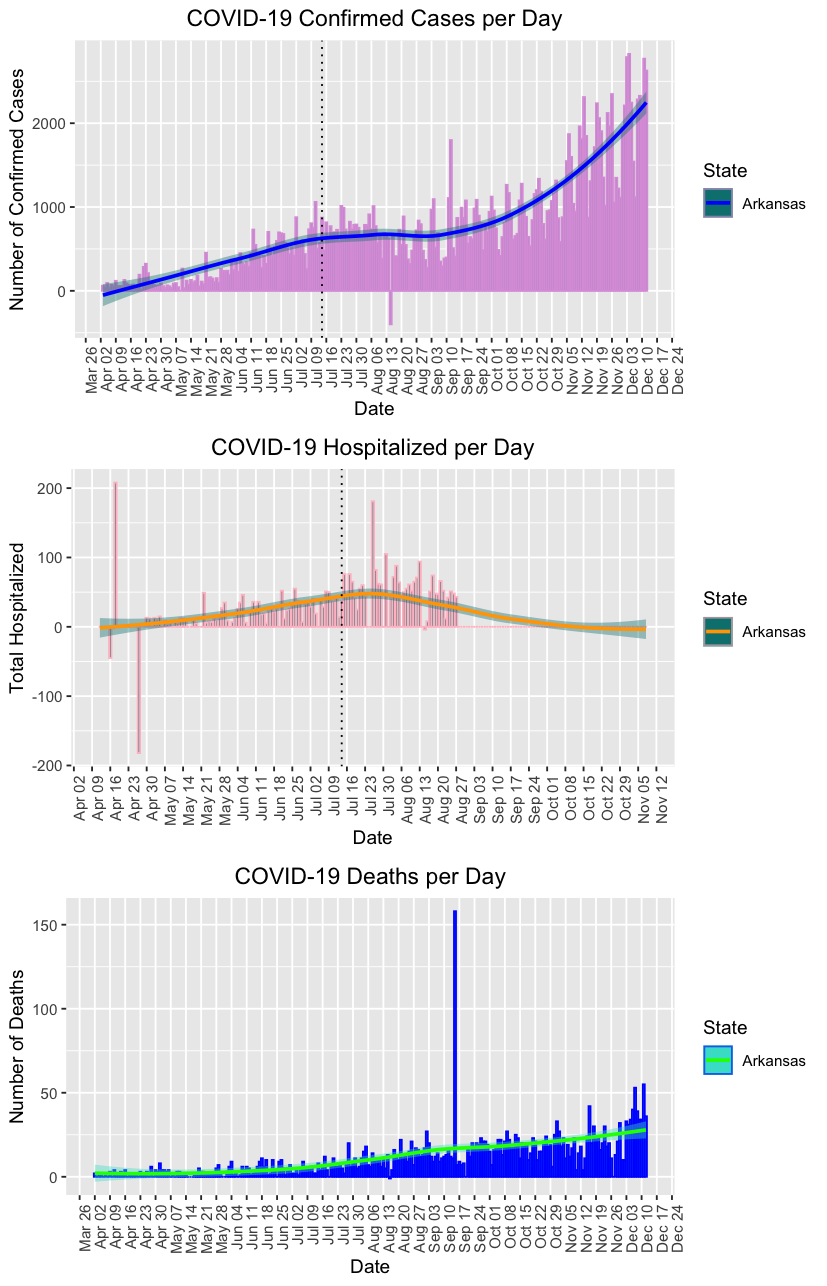 COVID-19 Confirmed Cases per Day
Number of Confirmed Cases
2000
1000
0
Mar 26
Apr 02
Apr 09
Apr 16
Apr 23
Apr 30
May 07
May 14
May 21
May 28
Jun 04
Jun 11
Jun 18
Jun 25
Jul 02
Jul 09
Jul 16
Jul 23
Jul 30
Aug 06
Aug 13
Aug 20
Aug 27
Sep 03
Sep 10
Sep 17
Sep 24
Oct 01
Oct 08
Oct 15
Oct 22
Oct 29
Nov 05
Nov 12
Nov 19
Nov 26
Dec 03
Dec 10
Dec 17
Dec 24
Date
State
Arkansas
COVID-19 Hospitalized per Day
Total Hospitalized
200
100
0
-100
-200
Apr 02
Apr 09
Apr 16
Apr 23
Apr 30
May 07
May 14
May 21
May 28
Jun 04
Jun 11
Jun 18
Jun 25
Jul 02
Jul 09
Jul 16
Jul 23
Jul 30
Aug 06
Aug 13
Aug 20
Aug 27
Sep 03
Sep 10
Sep 17
Sep 24
Oct 01
Oct 08
Oct 15
Oct 22
Oct 29
Nov 05
Nov 12
Date
State
Arkansas
COVID-19 Deaths per Day
Number of Deaths
150
100
50
0
Mar 26
Apr 02
Apr 09
Apr 16
Apr 23
Apr 30
May 07
May 14
May 21
May 28
Jun 04
Jun 11
Jun 18
Jun 25
Jul 02
Jul 09
Jul 16
Jul 23
Jul 30
Aug 06
Aug 13
Aug 20
Aug 27
Sep 03
Sep 10
Sep 17
Sep 24
Oct 01
Oct 08
Oct 15
Oct 22
Oct 29
Nov 05
Nov 12
Nov 19
Nov 26
Dec 03
Dec 10
Dec 17
Dec 24
Date
State
Arkansas